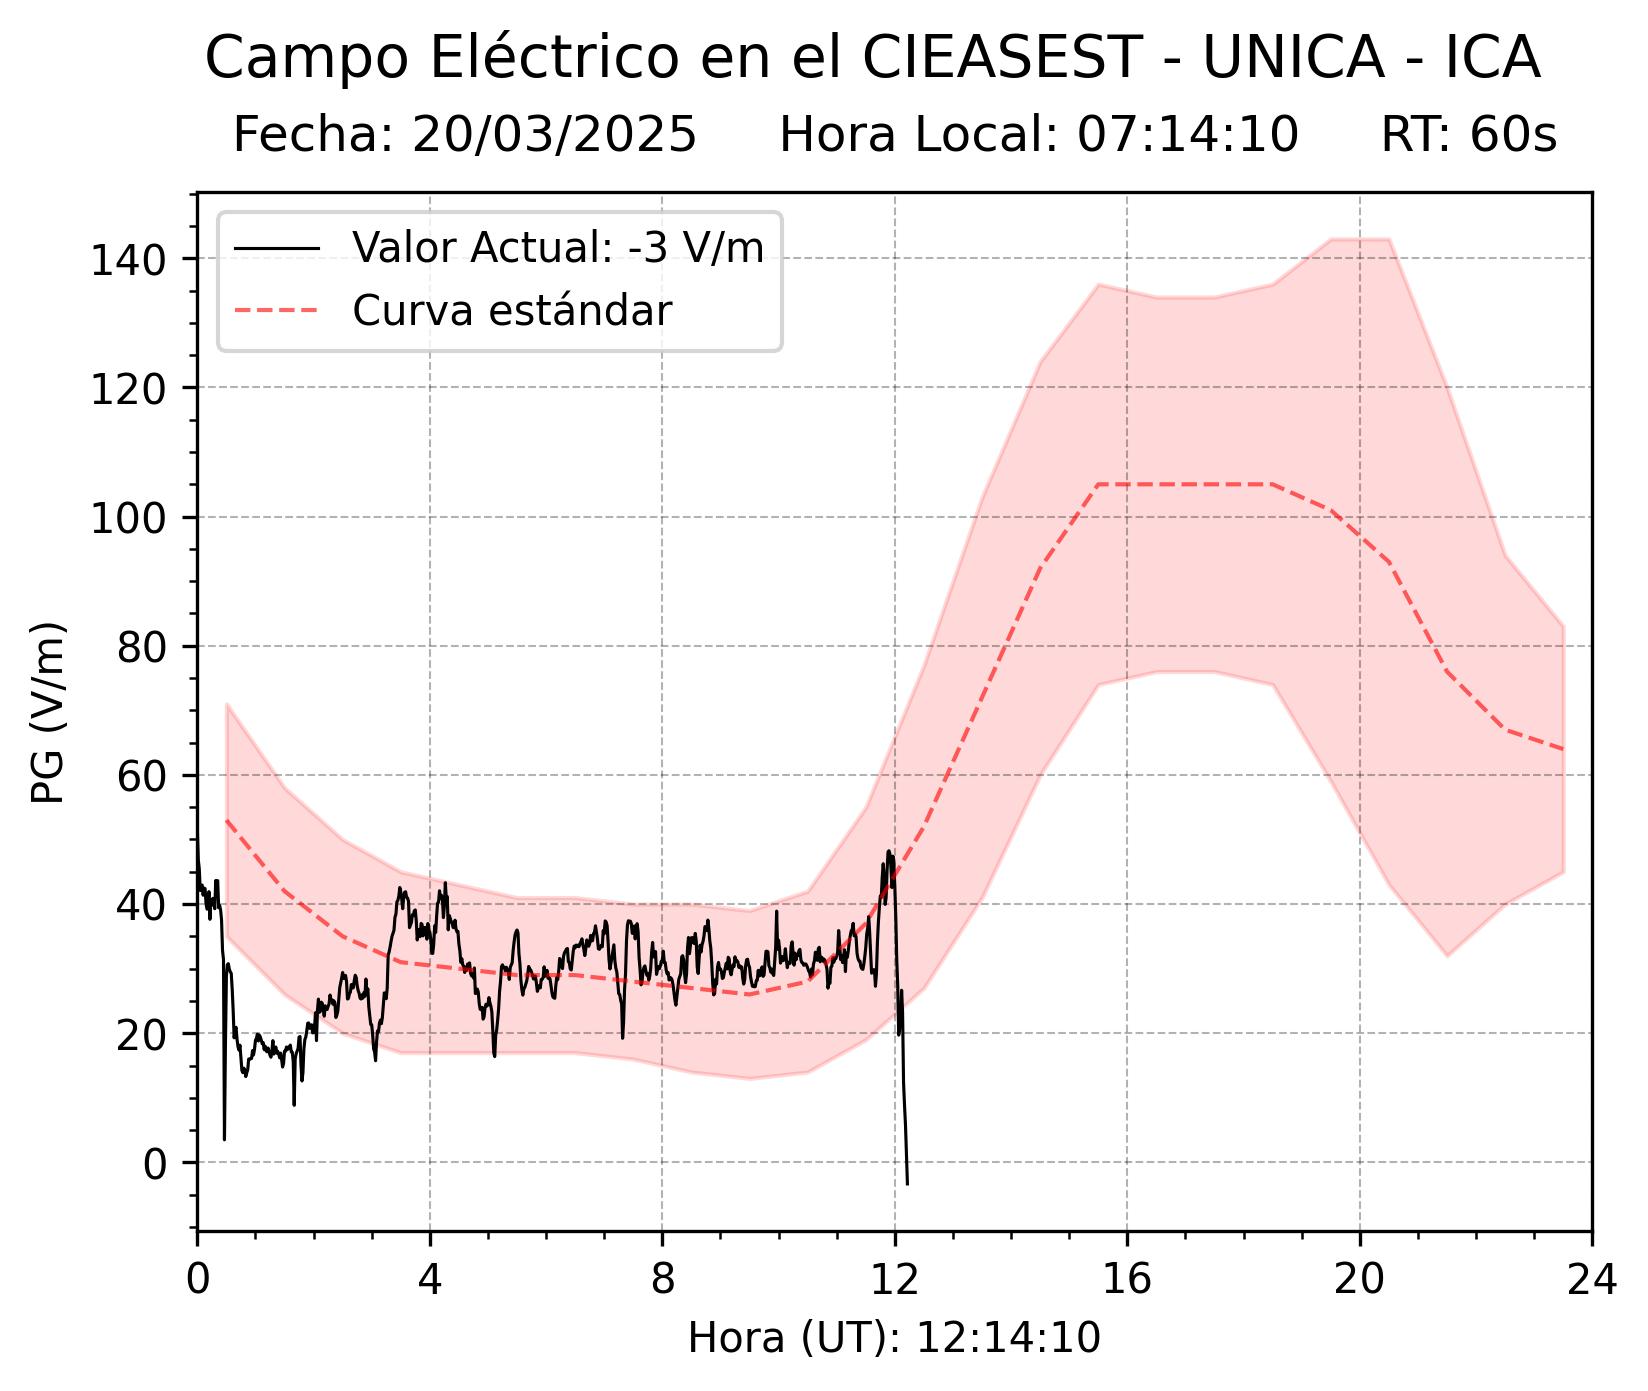 Campo Eléctrico en el CIEASEST - UNICA - ICA
Fecha: 20/03/2025 Hora Local: 07:14:10 RT: 60s
Valor Actual: -3 V/m
Curva estándar
PG (V/m)
140
120
100
80
60
40
20
0
0 4 8 12 16 20 24
Hora (UT): 12:14:10